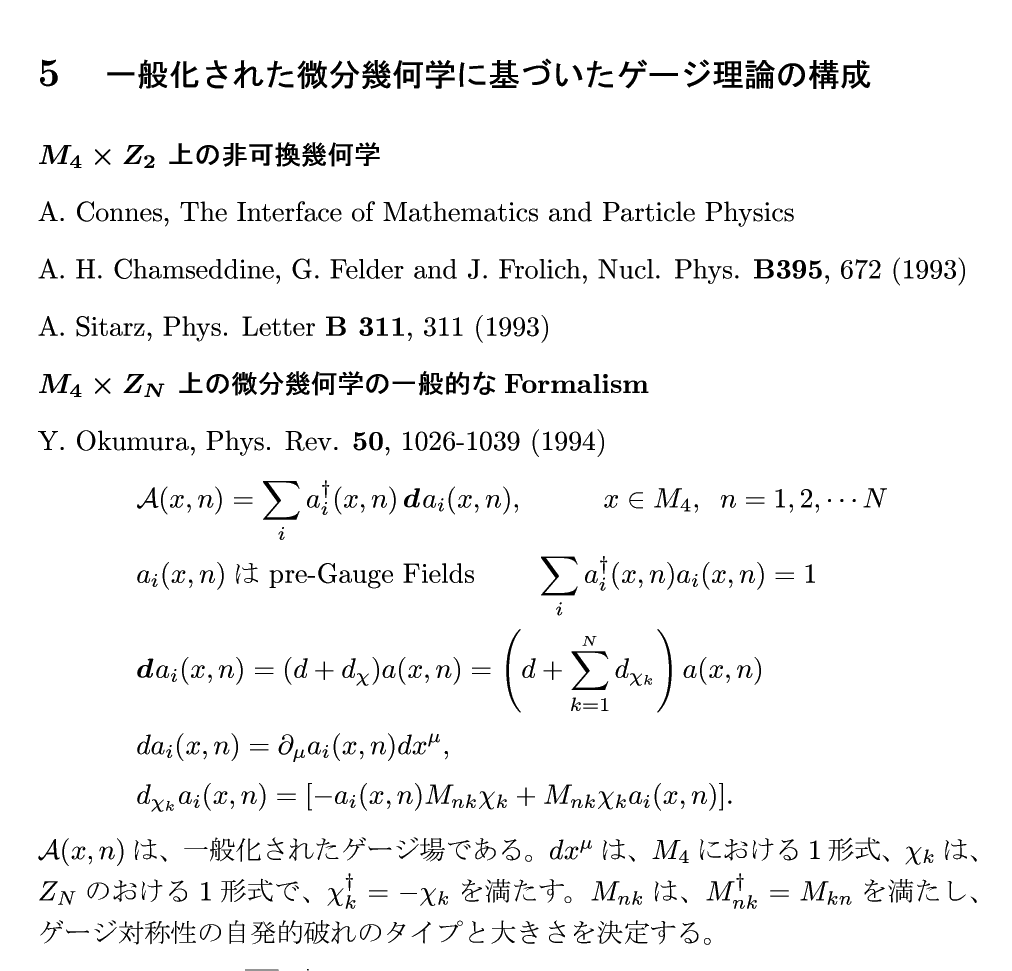 5 一般化された微分幾何学に基づいたゲージ理論の構成
M₄ × Z₂ 上の非可換幾何学
A. Connes, The Interface of Mathematics and Particle Physics
A. H. Chamseddine, G. Felder and J. Frolich, Nucl. Phys. B395, 672 (1993)
A. Sitarz, Phys. Letter B 311, 311 (1993)
M₄ × Z_N 上の微分幾何学の一般的な Formalism
Y. Okumura, Phys. Rev. 50, 1026-1039 (1994)
𝒜(x, n) = ∑_i a_i^†(x, n) d a_i(x, n), x ∈ M₄, n = 1, 2, ⋯ N
a_i(x, n) は pre-Gauge Fields ∑_i a_i^†(x, n)a_i(x, n) = 1
d a_i(x, n) = (d + d_χ)a(x, n) = (d + ∑_{k=1}^{N} d_{χ_k}) a(x, n)
da_i(x, n) = ∂_μ a_i(x, n)dx^μ,
d_{χ_k} a_i(x, n) = [−a_i(x, n)M_{nk}χ_k + M_{nk}χ_k a_i(x, n)].
𝒜(x, n) は、一般化されたゲージ場である。dx^μ は、M₄ における 1 形式、χ_k は、
Z_N のおける 1 形式で、χ_k^† = −χ_k を満たす。M_{nk} は、M_{nk}^† = M_{kn} を満たし、
ゲージ対称性の自発的破れのタイプと大きさを決定する。